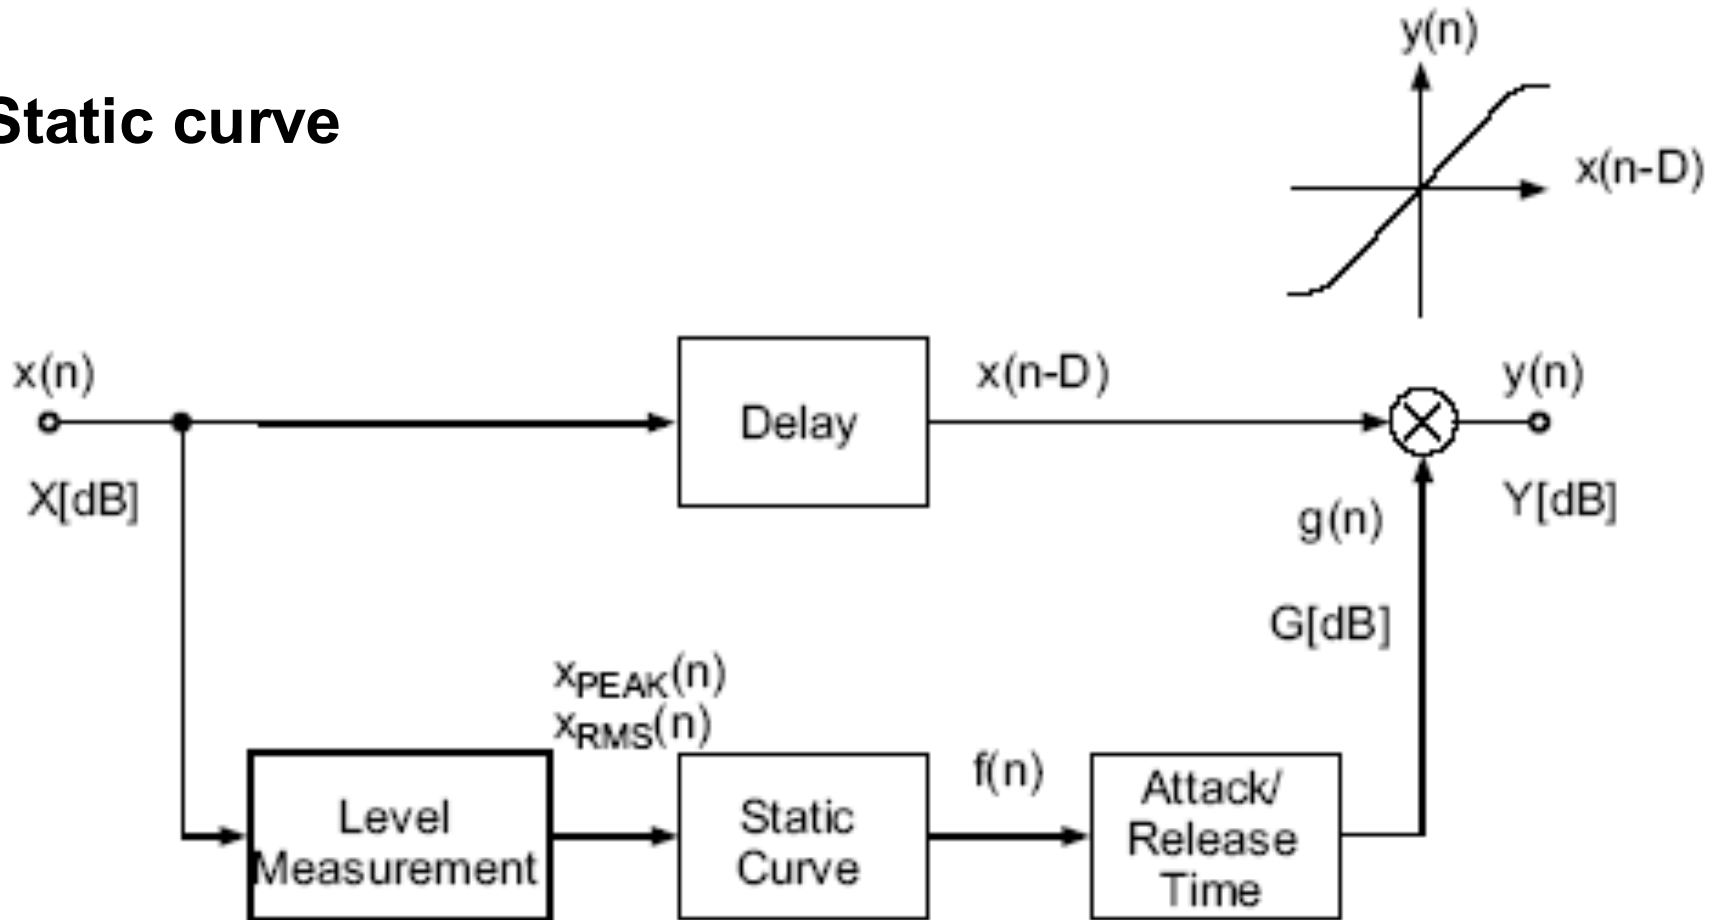 Static curve
y(n)
x(n-D)
x(n)
X[dB]
Delay
x(n-D)
y(n)
Y[dB]
g(n)
G[dB]
xPEAK(n)
xRMS(n)
Level
Measurement
Static
Curve
f(n)
Attack/
Release
Time